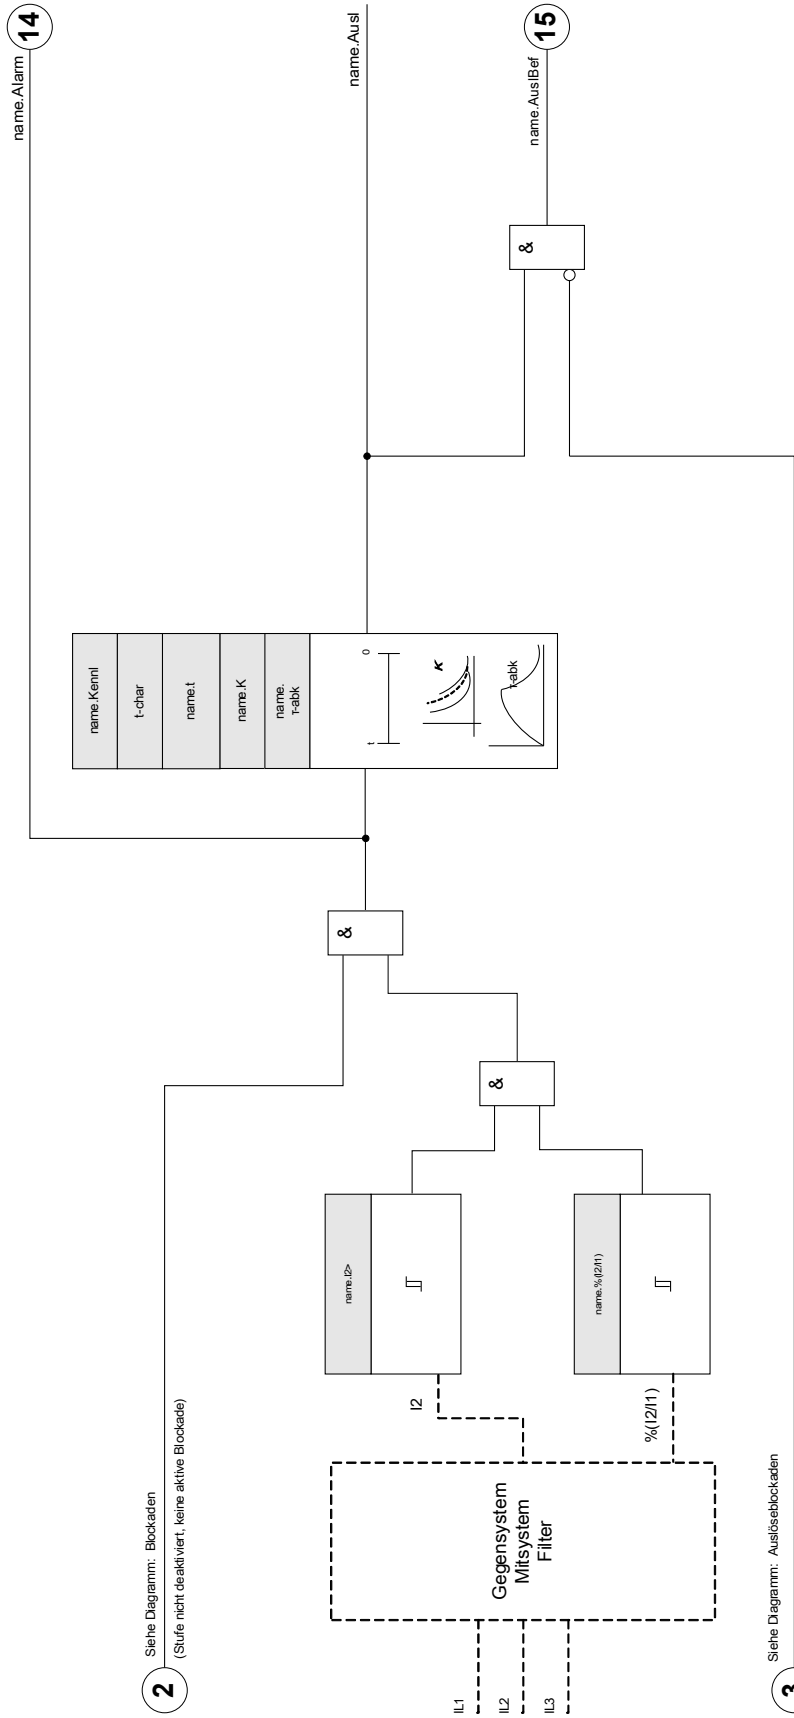 14
name.Alarm
name.Ausl
15
name.AuslBef
&
name.Kennl
t-char
name.t
name.K
name.
τ-abk
t
0
K
τ-abk
&
&
name.I2>
name.%(I2/I1)
I2
%(I2/I1)
Gegensystem
Mitsystem
Filter
IL1
IL2
IL3
2
Siehe Diagramm: Blockaden
(Stufe nicht deaktiviert, keine aktive Blockade)
3
Siehe Diagramm: Auslöseblockaden